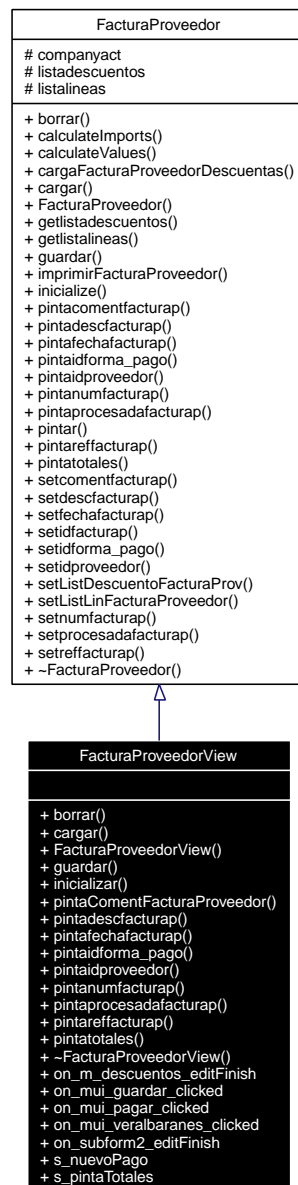 FacturaProveedor
# companyact
# listadescuentos
# listalineas
+ borrar()
+ calculateImports()
+ calculateValues()
+ cargaFacturaProveedorDescuentas()
+ cargar()
+ FacturaProveedor()
+ getlistadescuentos()
+ getlistalineas()
+ guardar()
+ imprimirFacturaProveedor()
+ inicialize()
+ pintacomentfacturap()
+ pintadescfacturap()
+ pintafechafacturap()
+ pintaidforma_pago()
+ pintaidproveedor()
+ pintanumfacturap()
+ pintaprocesadafacturap()
+ pintar()
+ pintareffacturap()
+ pintatotales()
+ setcomentfacturap()
+ setdescfacturap()
+ setfechafacturap()
+ setidfacturap()
+ setidforma_pago()
+ setidproveedor()
+ setListDescuentoFacturaProv()
+ setListLinFacturaProveedor()
+ setnumfacturap()
+ setprocesadafacturap()
+ setreffacturap()
+ ~FacturaProveedor()
FacturaProveedorView
+ borrar()
+ cargar()
+ FacturaProveedorView()
+ guardar()
+ inicializar()
+ pintaComentFacturaProveedor()
+ pintadescfacturap()
+ pintafechafacturap()
+ pintaidforma_pago()
+ pintaidproveedor()
+ pintanumfacturap()
+ pintaprocesadafacturap()
+ pintareffacturap()
+ pintatotales()
+ ~FacturaProveedorView()
+ on_m_descuentos_editFinish
+ on_mui_guardar_clicked
+ on_mui_pagar_clicked
+ on_mui_veralbaranes_clicked
+ on_subform2_editFinish
+ s_nuevoPago
+ s_pintaTotales